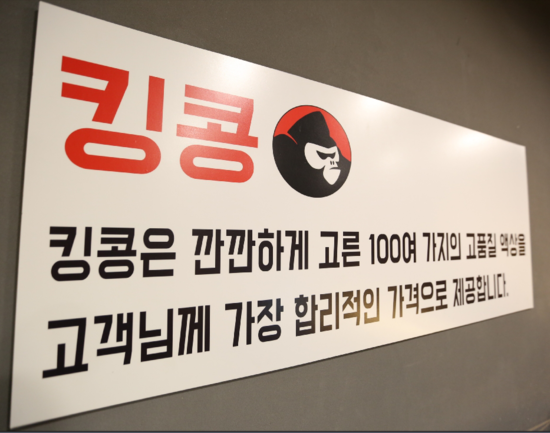 킹콩
킹콩은 깐깐하게 고른 100여 가지의 고품질 액상을
고객님께 가장 합리적인 가격으로 제공합니다.